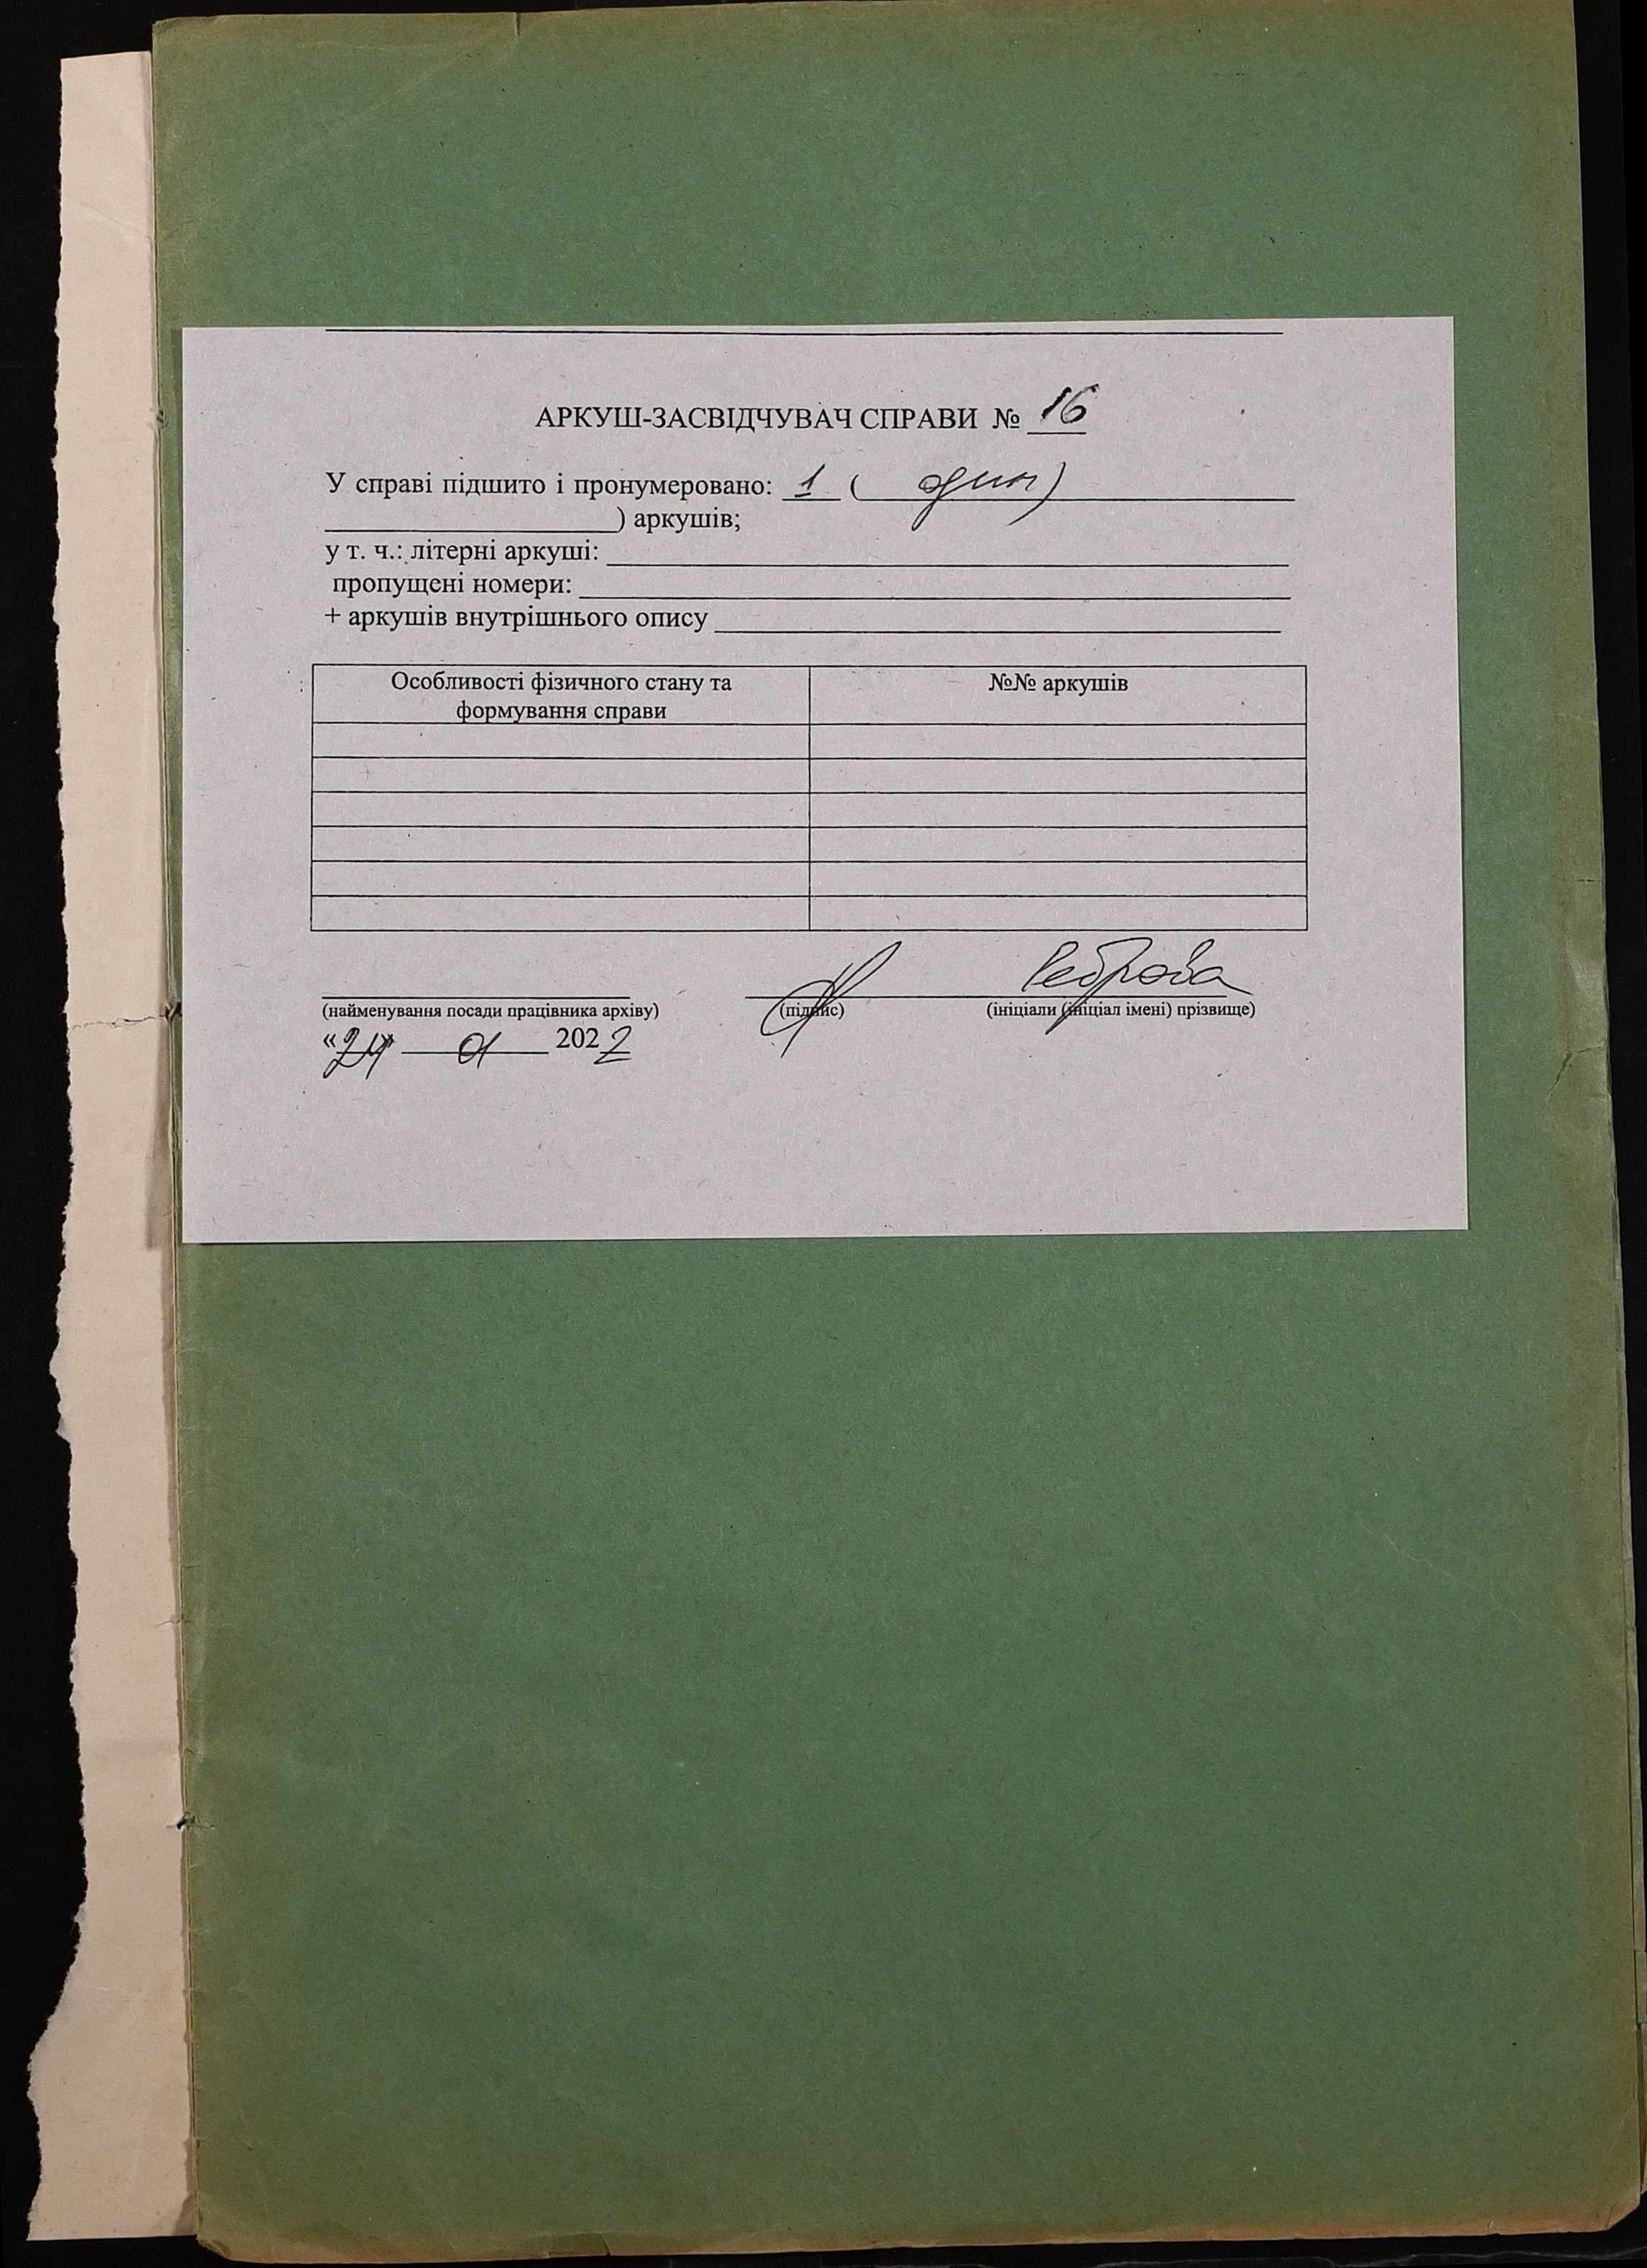 АРКУШ-ЗАСВІДЧУВАЧ СПРАВИ № 16
У справі підшито і пронумеровано: 1 ( один)
) аркушів;
у т. ч.: літерні аркуші:
пропущені номери:
+ аркушів внутрішнього опису
Особливості фізичного стану та формування справи
№№ аркушів
Реброва
(найменування посади працівника архіву) (підпис) (ініціали (ініціал імені) прізвище)
«24» 01 2022